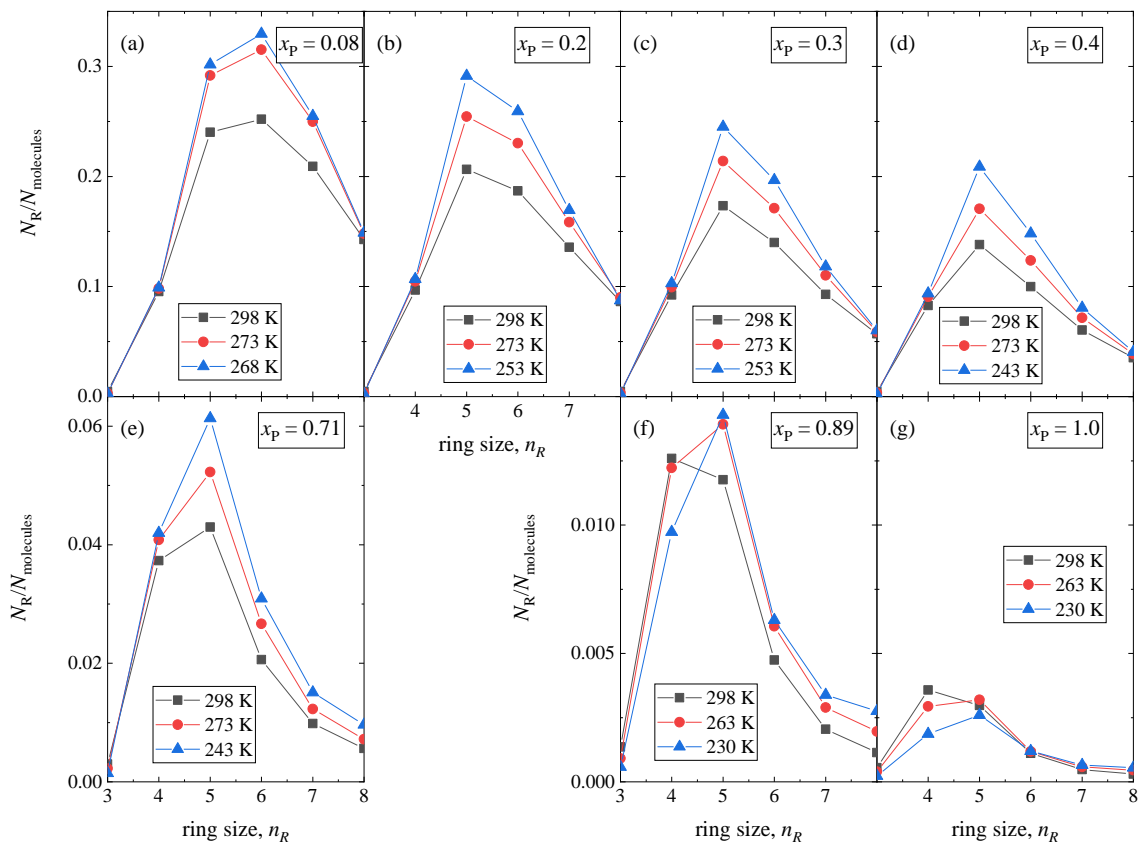 (a)
x_P = 0.08
(b)
x_P = 0.2
(c)
x_P = 0.3
(d)
x_P = 0.4
0.3
0.2
0.1
0.0
N_R/N_molecules
298 K
273 K
268 K
298 K
273 K
253 K
298 K
273 K
253 K
298 K
273 K
243 K
4 5 6 7
ring size, n_R
(e)
x_P = 0.71
0.06
0.04
0.02
0.00
N_R/N_molecules
298 K
273 K
243 K
3 4 5 6 7 8
ring size, n_R
(f)
x_P = 0.89
(g)
x_P = 1.0
0.010
0.005
0.000
N_R/N_molecules
298 K
263 K
230 K
298 K
263 K
230 K
3 4 5 6 7
4 5 6 7 8
ring size, n_R
ring size, n_R